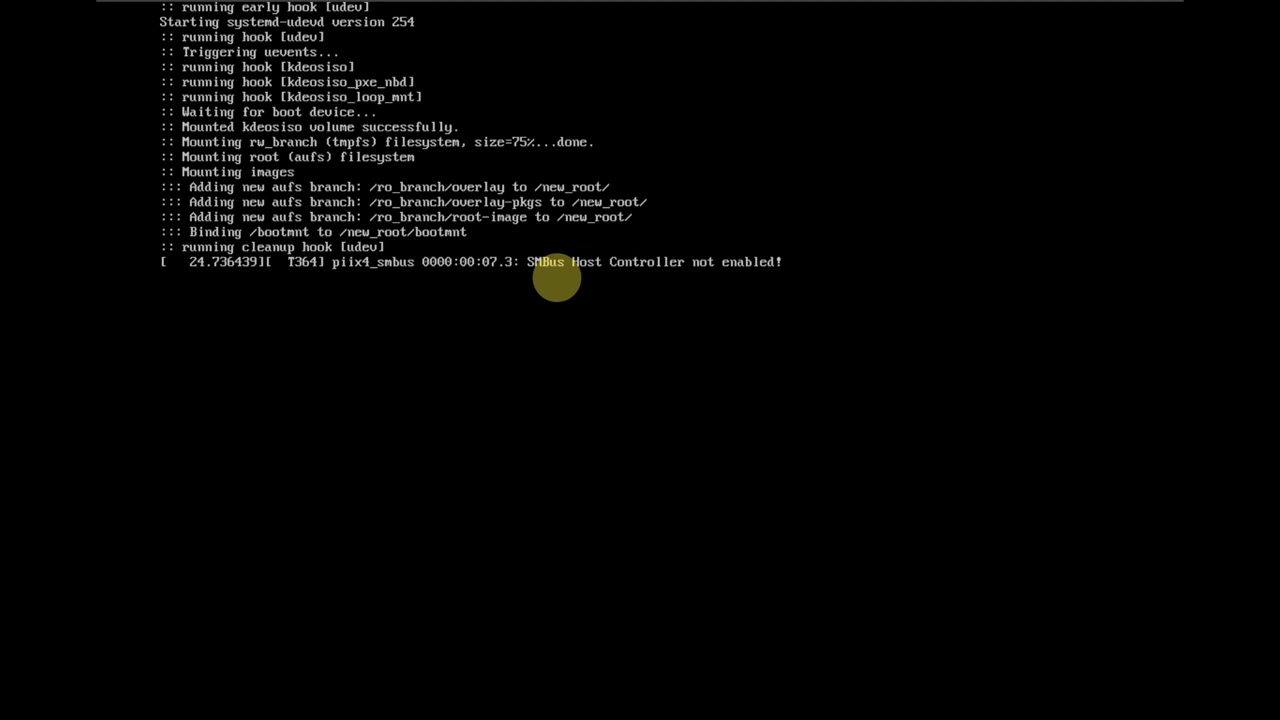 :: running early hook [udev]
Starting systemd-udevd version 254
:: running hook [udev]
:: Triggering uevents...
:: running hook [kdeosiso]
:: running hook [kdeosiso_pxe_nbd]
:: running hook [kdeosiso_loop_mnt]
:: Waiting for boot device...
:: Mounted kdeosiso volume successfully.
:: Mounting rw_branch (tmpfs) filesystem, size=75%...done.
:: Mounting root (aufs) filesystem
:: Mounting images
::: Adding new aufs branch: /ro_branch/overlay to /new_root/
::: Adding new aufs branch: /ro_branch/overlay-pkgs to /new_root/
::: Adding new aufs branch: /ro_branch/root-image to /new_root/
::: Binding /bootmnt to /new_root/bootmnt
:: running cleanup hook [udev]
[   24.736439][  T364] piix4_smbus 0000:00:07.3: SMBus Host Controller not enabled!